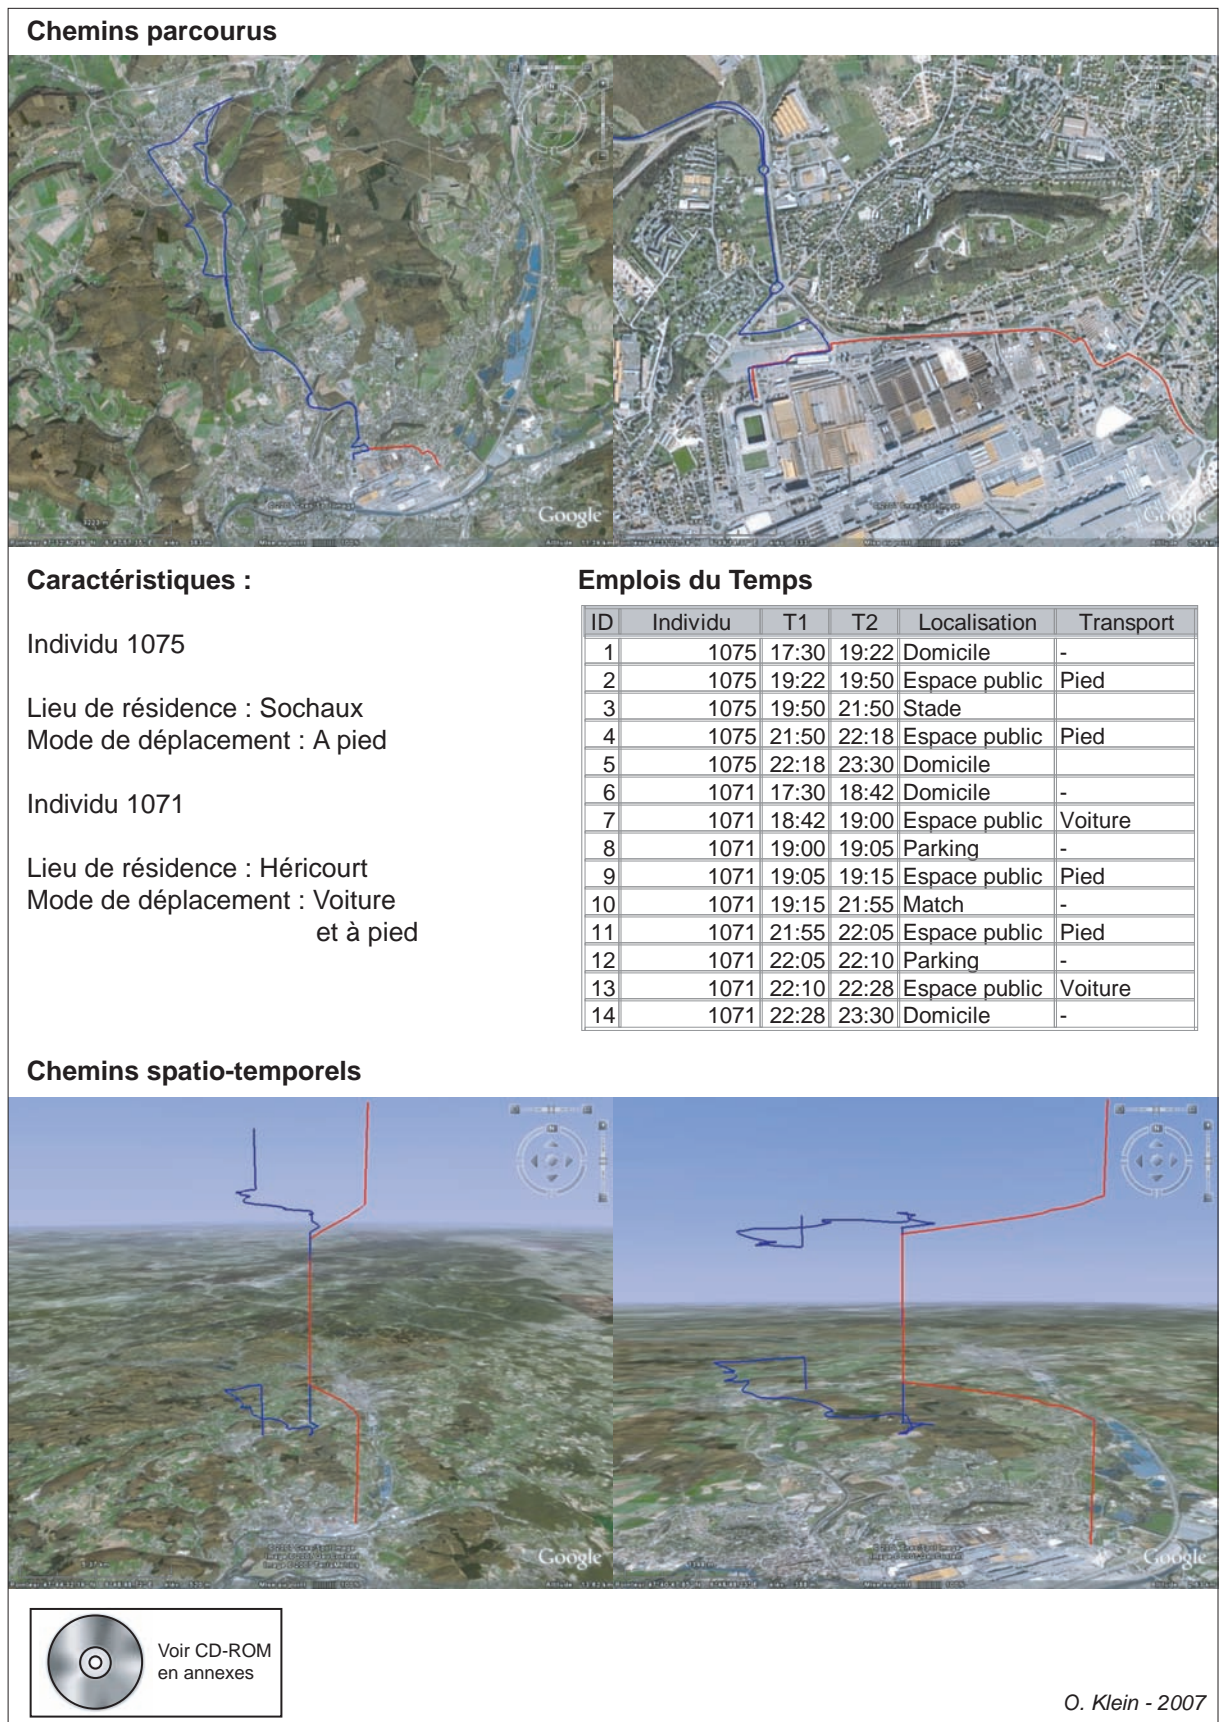 Chemins parcourus
Google
Google
Caractéristiques :
Individu 1075
Lieu de résidence : Sochaux
Mode de déplacement : A pied
Individu 1071
Lieu de résidence : Héricourt
Mode de déplacement : Voiture
et à pied
Emplois du Temps
ID Individu T1 T2 Localisation Transport
1 1075 17:30 19:22 Domicile -
2 1075 19:22 19:50 Espace public Pied
3 1075 19:50 21:50 Stade
4 1075 21:50 22:18 Espace public Pied
5 1075 22:18 23:30 Domicile
6 1071 17:30 18:42 Domicile -
7 1071 18:42 19:00 Espace public Voiture
8 1071 19:00 19:05 Parking -
9 1071 19:05 19:15 Espace public Pied
10 1071 19:15 21:55 Match -
11 1071 21:55 22:05 Espace public Pied
12 1071 22:05 22:10 Parking -
13 1071 22:10 22:28 Espace public Voiture
14 1071 22:28 23:30 Domicile -
Chemins spatio-temporels
Google
Google
Voir CD-ROM
en annexes
O. Klein - 2007